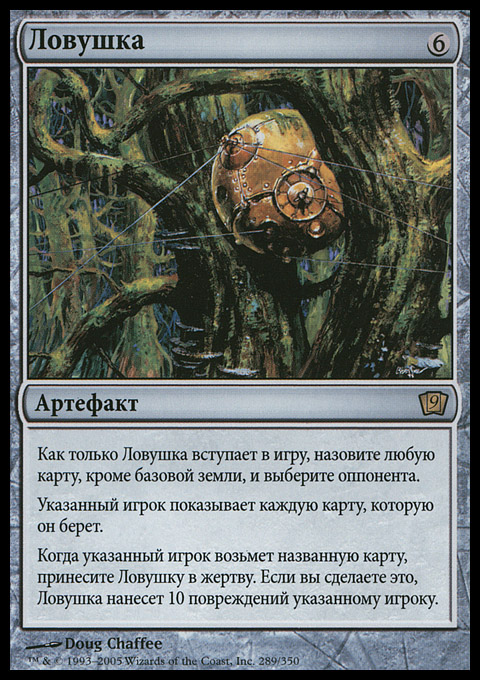 Ловушка
6
Артефакт
9
Как только Ловушка вступает в игру, назовите любую
карту, кроме базовой земли, и выберите оппонента.
Указанный игрок показывает каждую карту, которую
он берет.
Когда указанный игрок возьмет названную карту,
принесите Ловушку в жертву. Если вы сделаете это,
Ловушка нанесет 10 повреждений указанному игроку.
Doug Chaffee
™ & © 1993–2005 Wizards of the Coast, Inc. 289/350